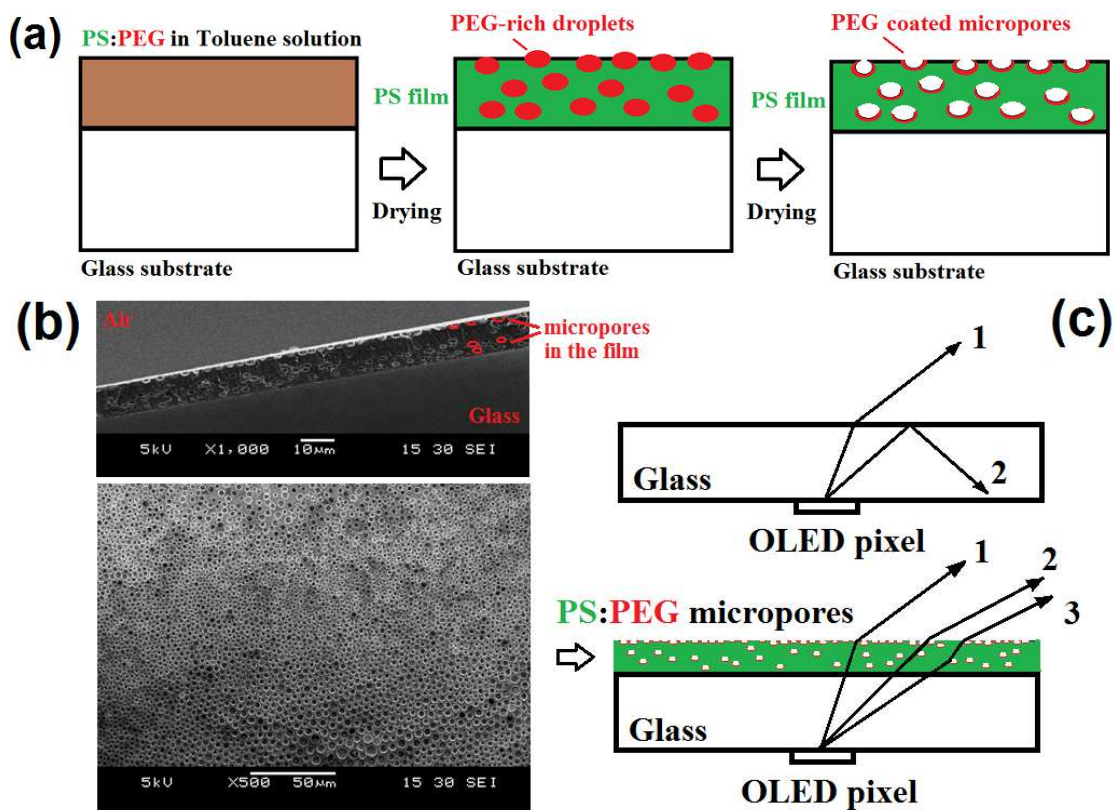 (a)
PS:PEG in Toluene solution
Glass substrate
Drying
PEG-rich droplets
PS film
Glass substrate
Drying
PEG coated micropores
PS film
Glass substrate
(b)
Air
micropores
in the film
Glass
5kV X1,000 10μm 15 30 SEI
5kV X500 50μm 15 30 SEI
(c)
1
Glass
2
OLED pixel
1
2
3
PS:PEG micropores
Glass
OLED pixel